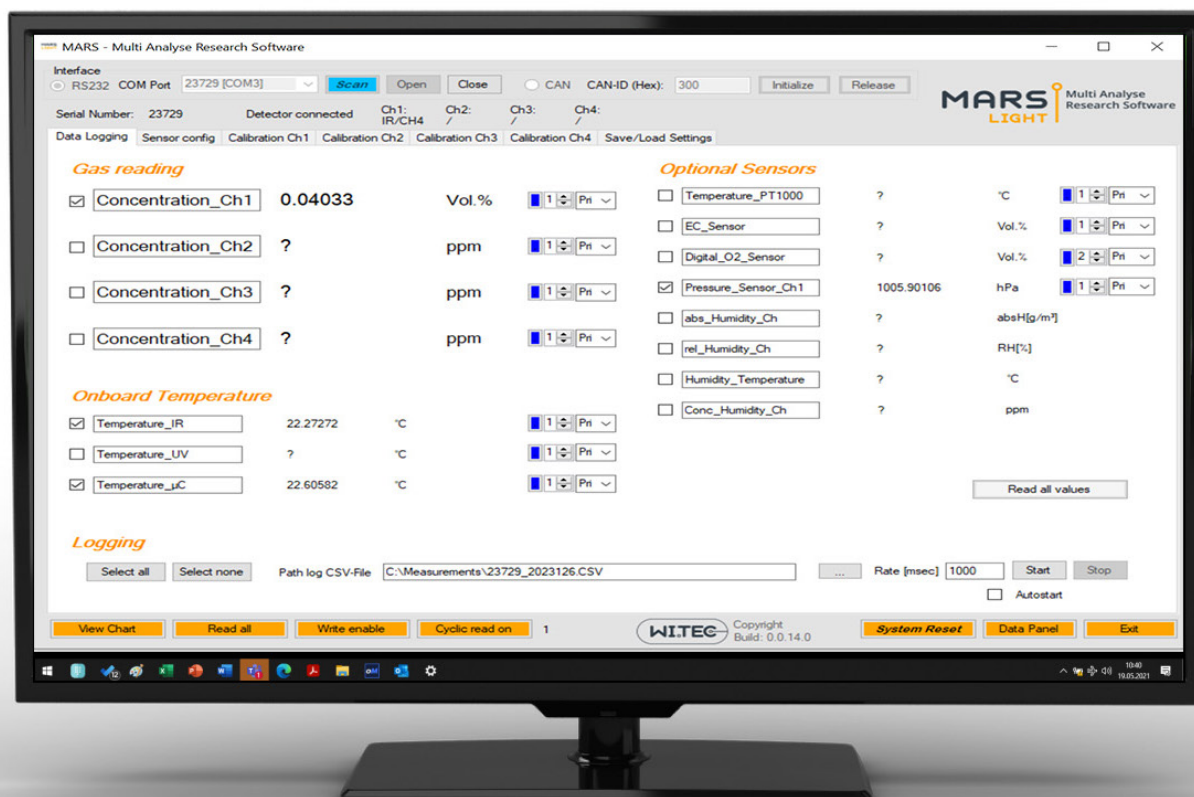 MARS LIGHT MARS - Multi Analyse Research Software
Interface
RS232 COM Port 23729 [COM3] Scan Open Close CAN CAN-ID (Hex): 300 Initialize Release
MARS LIGHT Multi Analyse Research Software
Serial Number: 23729 Detector connected Ch1: IR/CH4 Ch2: / Ch3: / Ch4: /
Data Logging Sensor config Calibration Ch1 Calibration Ch2 Calibration Ch3 Calibration Ch4 Save/Load Settings
Gas reading
Concentration_Ch1 0.04033 Vol.% 1 Pri
Concentration_Ch2 ? ppm 1 Pri
Concentration_Ch3 ? ppm 1 Pri
Concentration_Ch4 ? ppm 1 Pri
Onboard Temperature
Temperature_IR 22.27272 °C 1 Pri
Temperature_UV ? °C 1 Pri
Temperature_µC 22.60582 °C 1 Pri
Optional Sensors
Temperature_PT1000 ? °C 1 Pri
EC_Sensor ? Vol.% 1 Pri
Digital_O2_Sensor ? Vol.% 2 Pri
Pressure_Sensor_Ch1 1005.90106 hPa 1 Pri
abs_Humidity_Ch ? absH[g/m³]
rel_Humidity_Ch ? RH[%]
Humidity_Temperature ? °C
Conc_Humidity_Ch ? ppm
Read all values
Logging
Select all Select none Path log CSV-File C:\Measurements\23729_2023126.CSV ... Rate [msec] 1000 Start Stop
Autostart
View Chart Read all Write enable Cyclic read on 1 WI.TEC Copyright Build: 0.0.14.0 System Reset Data Panel Exit
12 1 10:40
19.05.2021